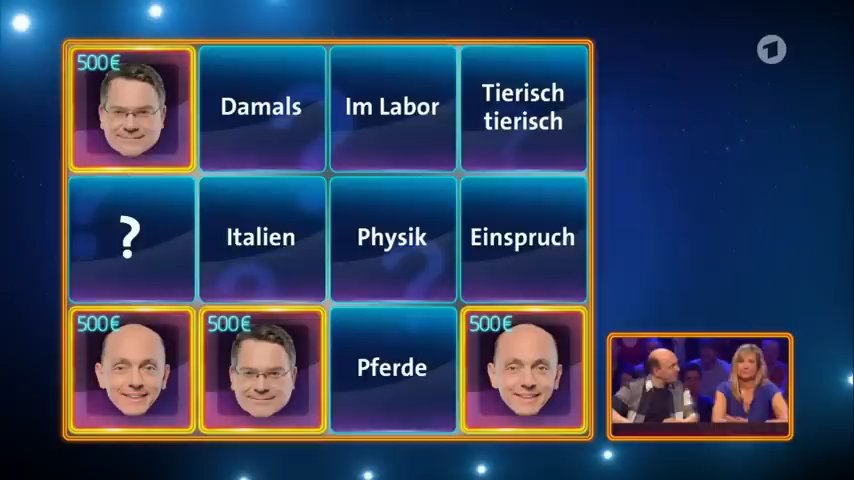 500€
Damals
Im Labor
Tierisch
tierisch
?
Italien
Physik
Einspruch
500€
500€
Pferde
500€
1